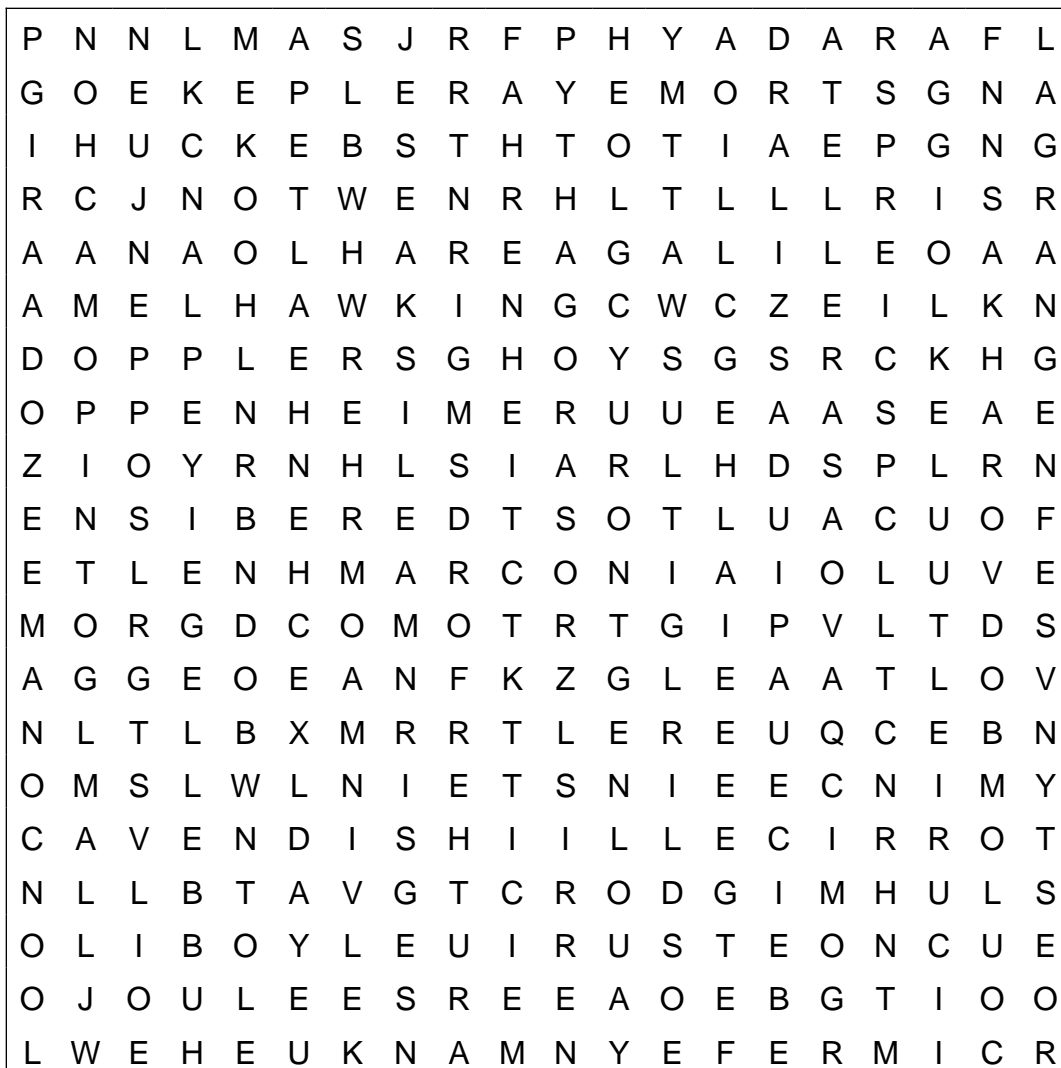 P N N L M A S J R F P H Y A D A R A F L
G O E K E P L E R A Y E M O R T S G N A
I H U C K E B S T H T O T I A E P G N G
R C J N O T W E N R H L T L L L R I S R
A A N A O L H A R E A G A L I L E O A A
A M E L H A W K I N G C W C Z E I L K N
D O P P L E R S G H O Y S G S R C K H G
O P P E N H E I M E R U U E A A S E A E
Z I O Y R N H L S I A R L H D S P L R N
E N S I B E R E D T S O T L U A C U O F
E T L E N H M A R C O N I A I O L U V E
M O R G D C O M O T R T G I P V L T D S
A G G E O E A N F K Z G L E A A T L O V
N L T L B X M R R T L E R E U Q C E B N
O M S L W L N I E T S N I E E C N I M Y
C A V E N D I S H I I L L E C I R R O T
N L L B T A V G T C R O D G I M H U L S
O L I B O Y L E U I R U S T E O N C U E
O J O U L E E S R E E A O E B G T I O O
L W E H E U K N A M N Y E F E R M I C R